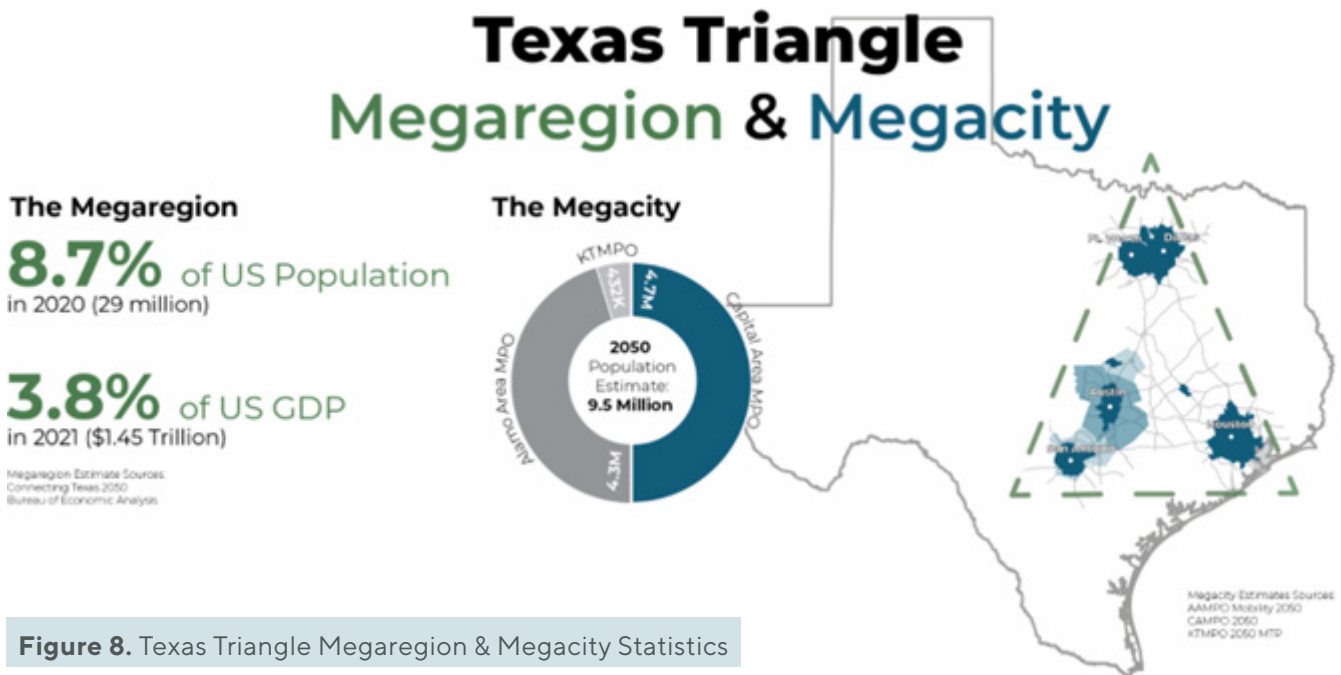 Texas Triangle
Megaregion & Megacity
The Megaregion
8.7% of US Population
in 2020 (29 million)
3.8% of US GDP
in 2021 ($1.45 Trillion)
Megaregion Estimate Sources:
Connecting Texas 2050
Bureau of Economic Analysis
The Megacity
KTMPO
432K
4.7M
Capital Area MPO
Alamo Area MPO
4.3M
2050
Population
Estimate:
9.5 Million
Ft. Worth
Dallas
Austin
San Antonio
Houston
Megacity Estimates Sources:
AAMPO Mobility 2050
CAMPO 2050
KTMPO 2050 MTP
Figure 8. Texas Triangle Megaregion & Megacity Statistics